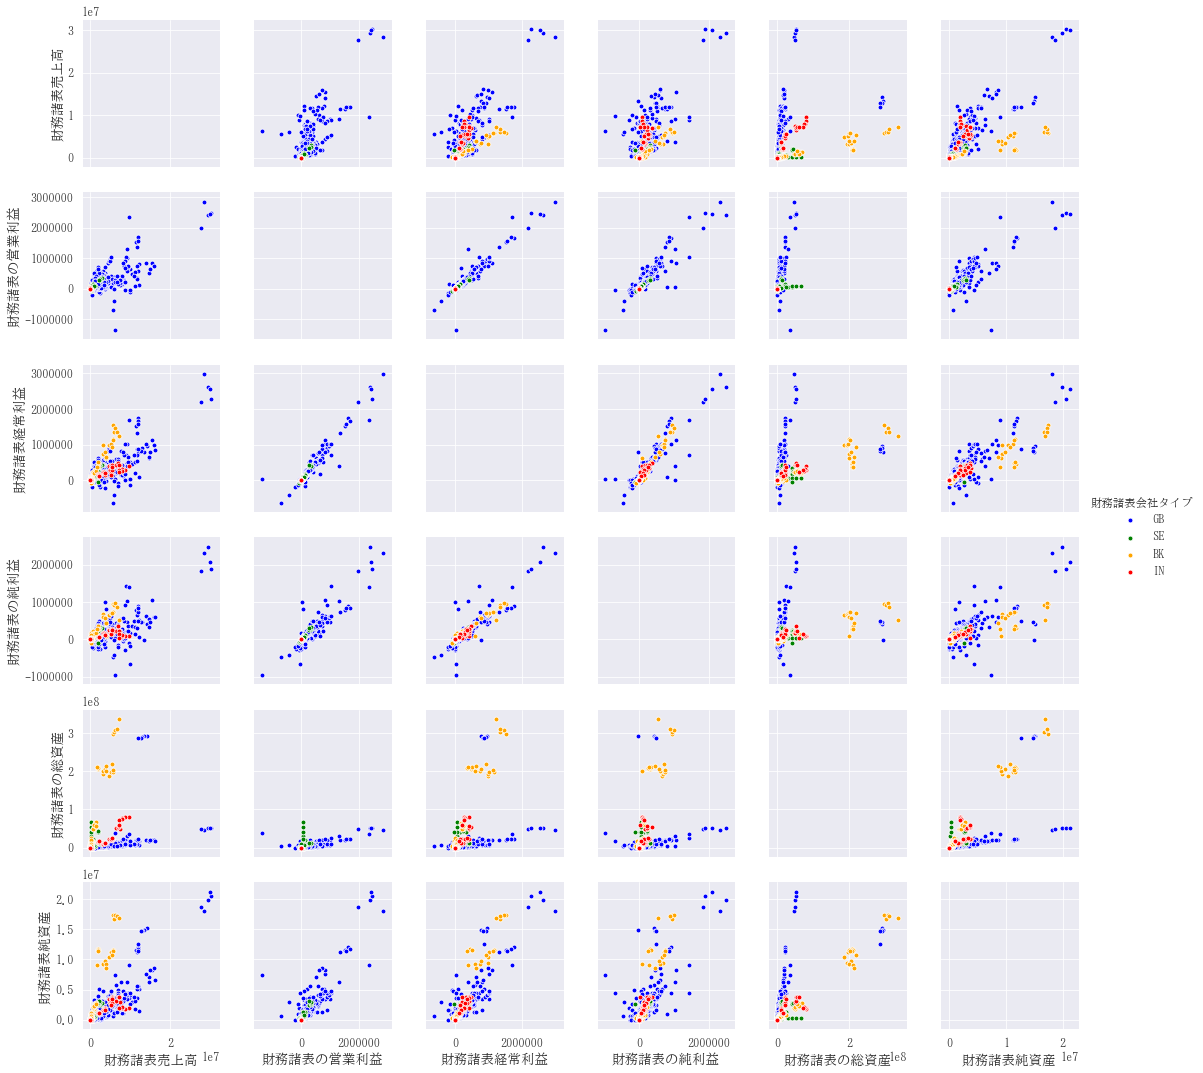 1e7
3
2
1
0
財務諸表売上高
3000000
2000000
1000000
0
−1000000
財務諸表の営業利益
3000000
2000000
1000000
0
財務諸表経常利益
財務諸表会社タイプ
GB
SE
BK
IN
2000000
1000000
0
−1000000
財務諸表の純利益
1e8
3
2
1
0
財務諸表の総資産
1e7
2.0
1.5
1.0
0.5
0.0
財務諸表純資産
0 2
1e7
財務諸表売上高
0 2000000
財務諸表の営業利益
0 2000000
財務諸表経常利益
0 2000000
財務諸表の純利益
0 2
1e8
財務諸表の総資産
0 1 2
1e7
財務諸表純資産